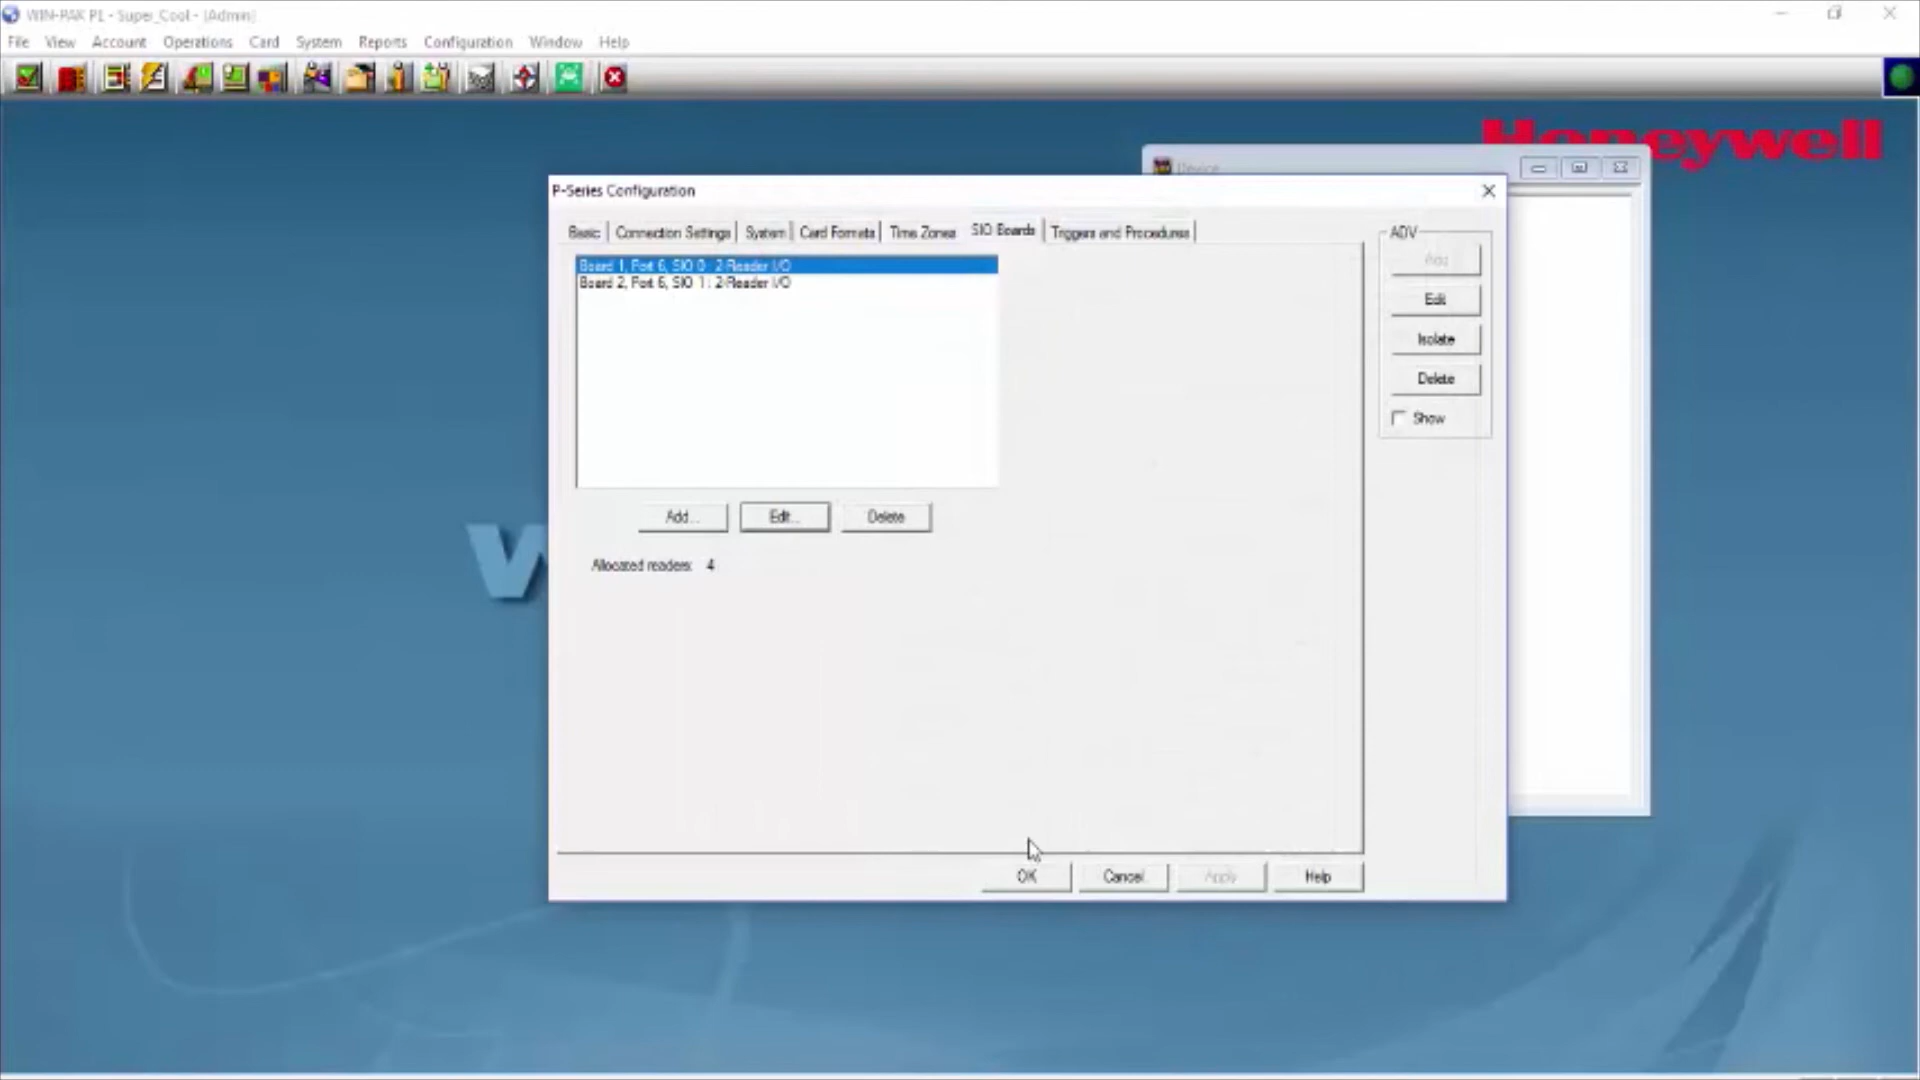 WIN-PAK PE - Super_Cool - [Admin]
File View Account Operations Card System Reports Configuration Window Help
Honeywell
Device
P-Series Configuration
Basic Connection Settings System Card Formats Time Zones SIO Boards Triggers and Procedures
ADV
Add
Board 1, Port 6, SIO 0 : 2-Reader I/O
Board 2, Port 6, SIO 1 : 2-Reader I/O
Edit
Isolate
Delete
Show
Add... Edit... Delete
Allocated readers: 4
W
OK Cancel Apply Help